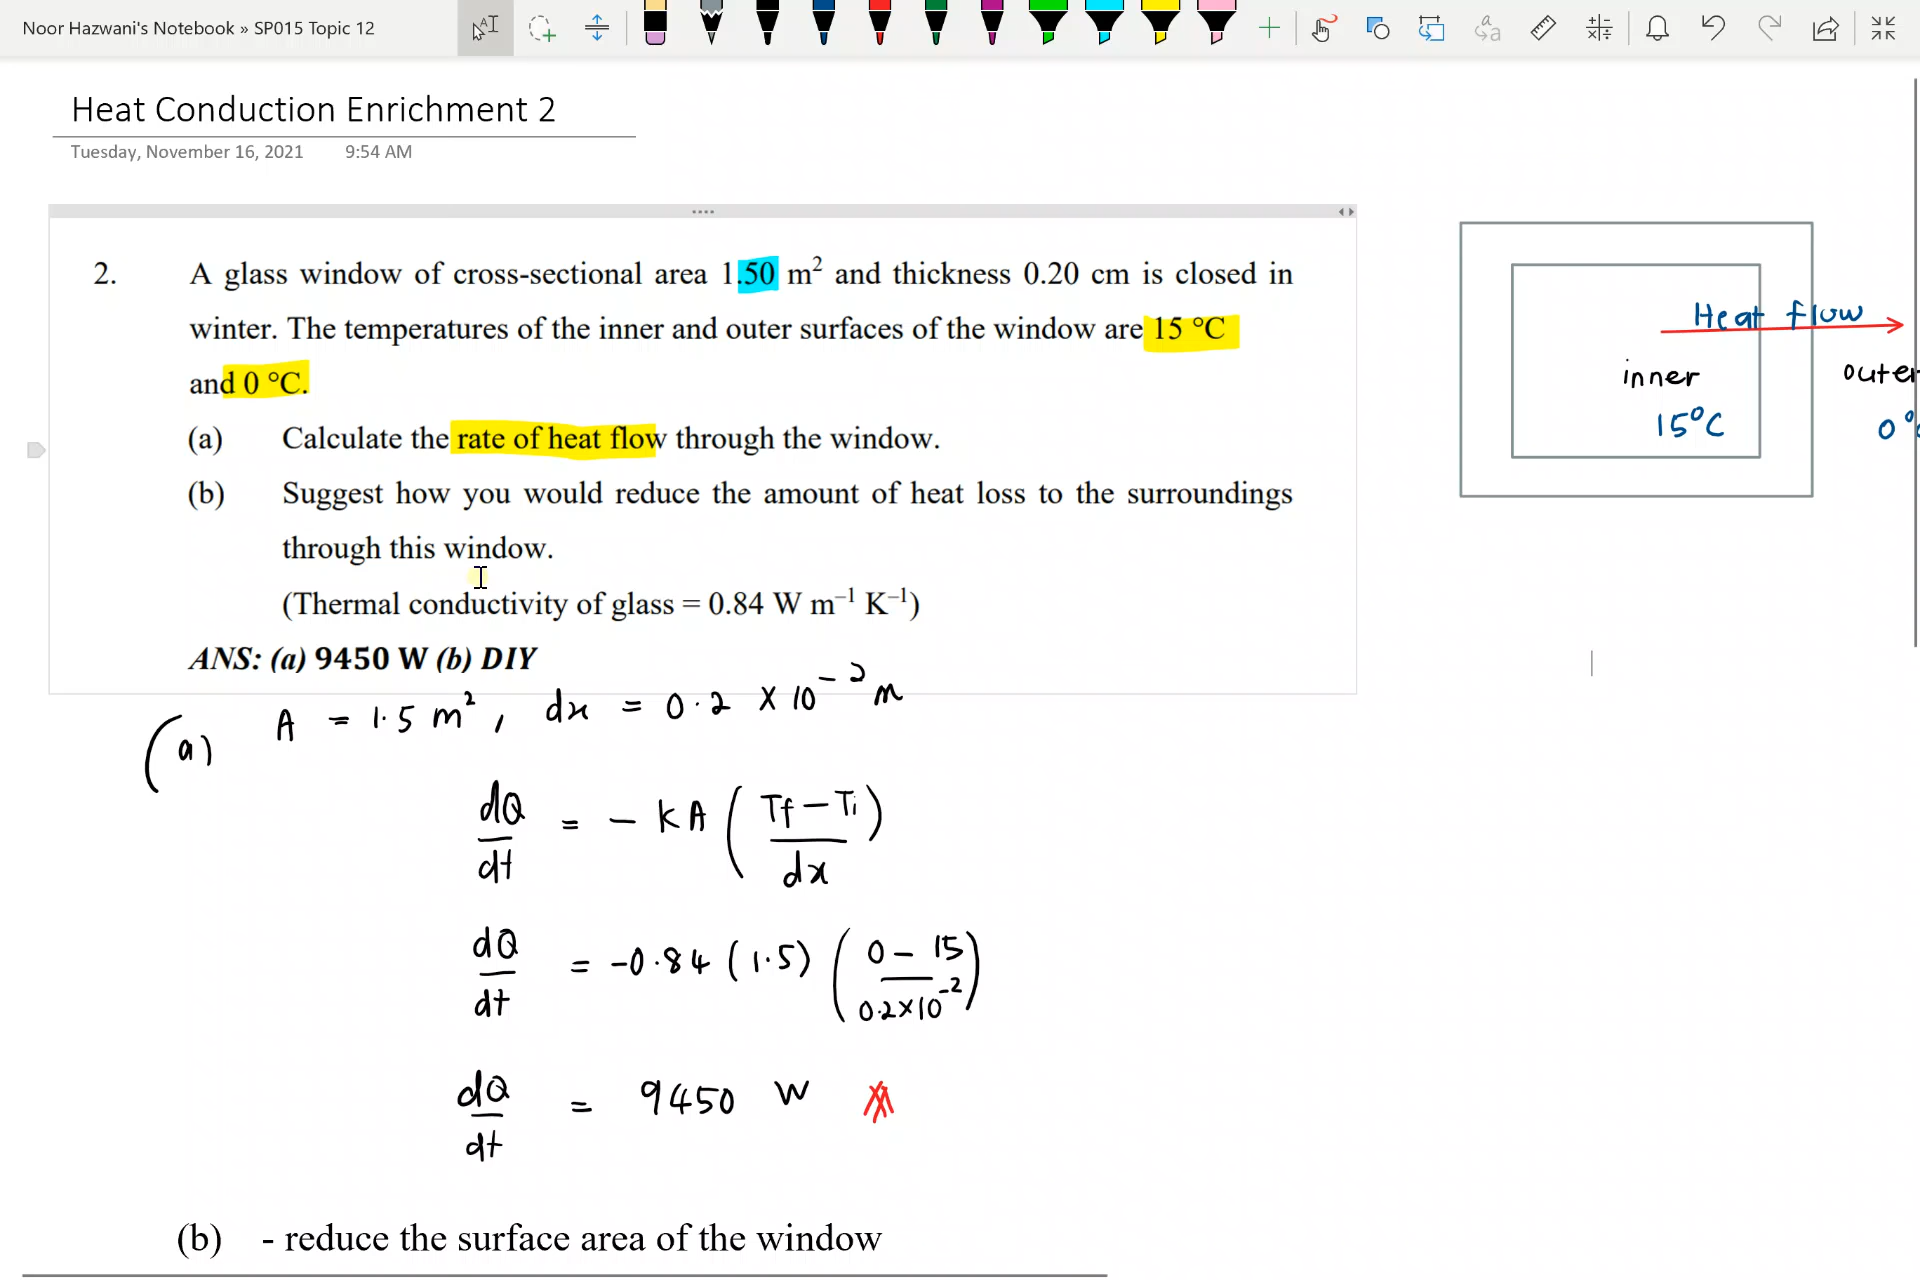 Noor Hazwani's Notebook » SP015 Topic 12
Heat Conduction Enrichment 2
Tuesday, November 16, 2021 9:54 AM
2. A glass window of cross-sectional area 1.50 m² and thickness 0.20 cm is closed in
winter. The temperatures of the inner and outer surfaces of the window are 15 °C
and 0 °C.
(a) Calculate the rate of heat flow through the window.
(b) Suggest how you would reduce the amount of heat loss to the surroundings
through this window.
(Thermal conductivity of glass = 0.84 W m⁻¹ K⁻¹)
ANS: (a) 9450 W (b) DIY
Heat flow
inner outer
15°C 0°C
(a) A = 1.5 m², dx = 0.2 × 10⁻² m
dQ/dt = - kA (Tf - Ti / dx)
dQ/dt = -0.84 (1.5) (0 - 15 / 0.2×10⁻²)
dQ/dt = 9450 W
(b) - reduce the surface area of the window